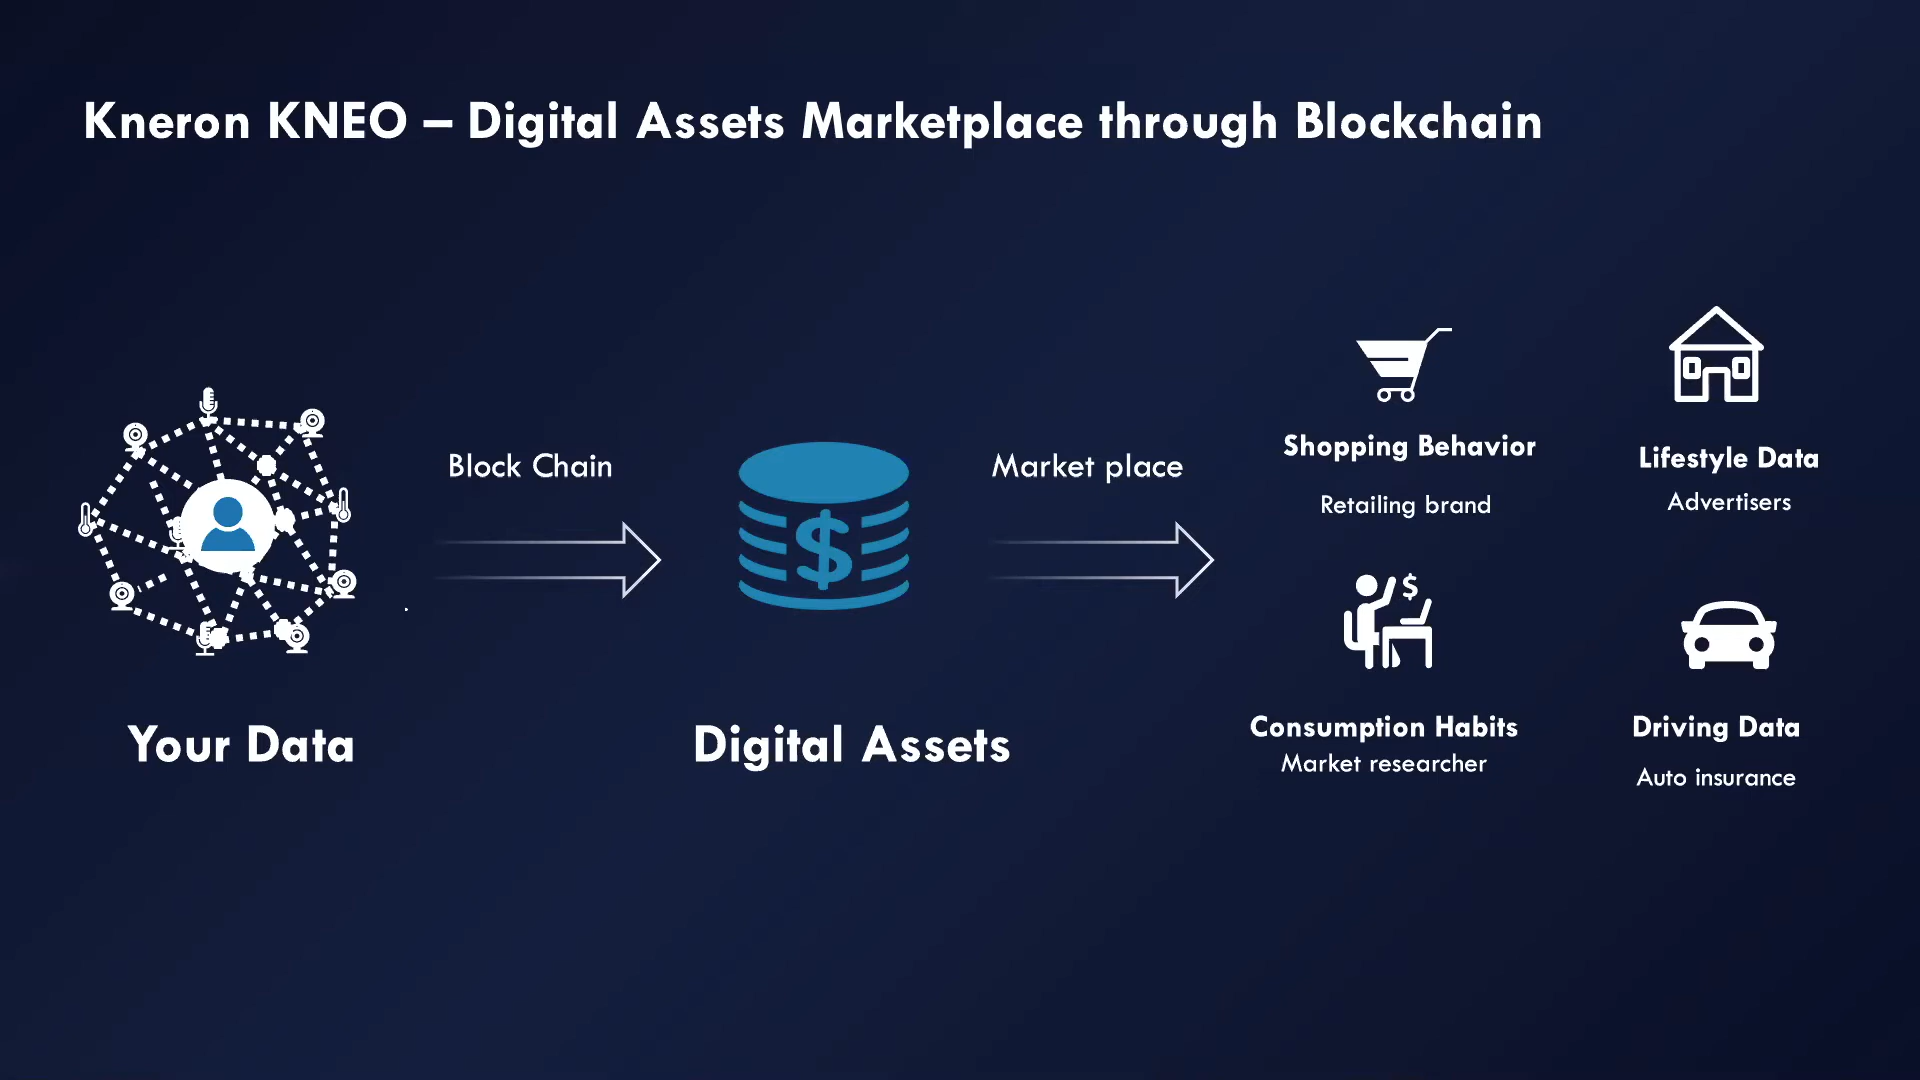 Kneron KNEO – Digital Assets Marketplace through Blockchain
Block Chain
Market place
Your Data
$
Digital Assets
Shopping Behavior
Retailing brand
Lifestyle Data
Advertisers
$
Consumption Habits
Market researcher
Driving Data
Auto insurance